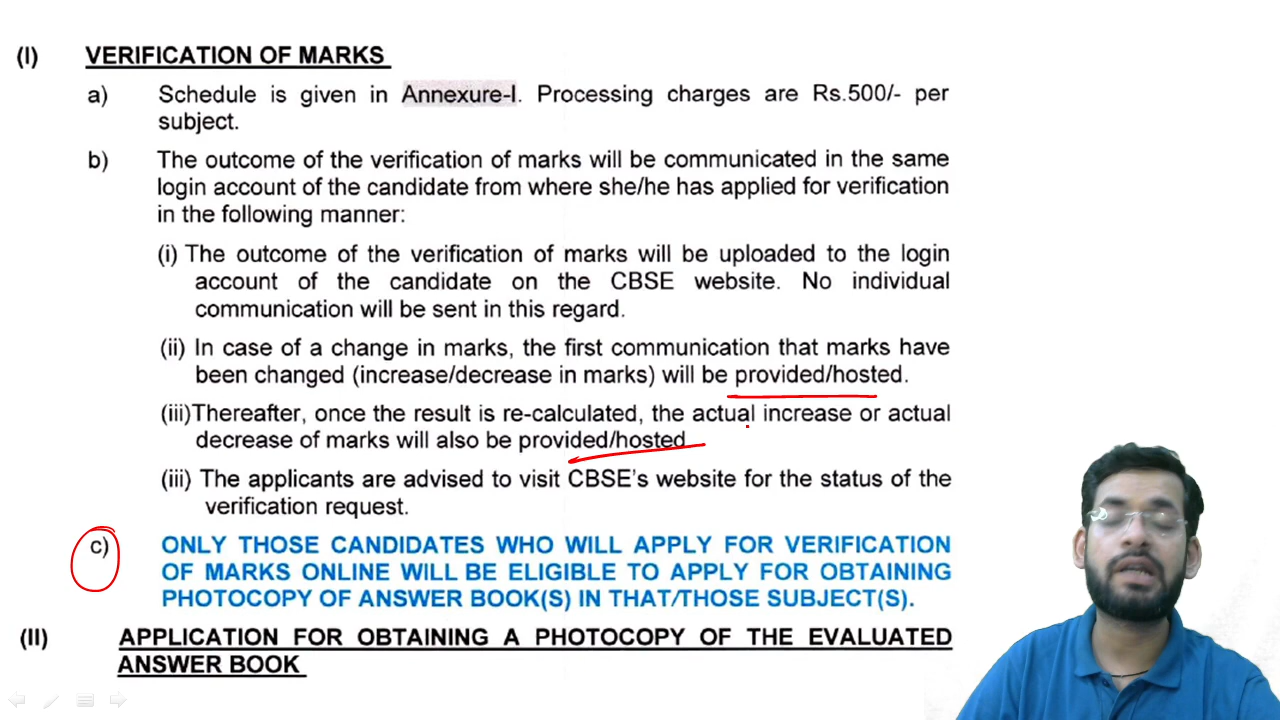 (I) VERIFICATION OF MARKS
a) Schedule is given in Annexure-I. Processing charges are Rs.500/- per
subject.
b) The outcome of the verification of marks will be communicated in the same
login account of the candidate from where she/he has applied for verification
in the following manner:
(i) The outcome of the verification of marks will be uploaded to the login
account of the candidate on the CBSE website. No individual
communication will be sent in this regard.
(ii) In case of a change in marks, the first communication that marks have
been changed (increase/decrease in marks) will be provided/hosted.
(iii)Thereafter, once the result is re-calculated, the actual increase or actual
decrease of marks will also be provided/hosted
(iii) The applicants are advised to visit CBSE's website for the status of the
verification request.
c) ONLY THOSE CANDIDATES WHO WILL APPLY FOR VERIFICATION
OF MARKS ONLINE WILL BE ELIGIBLE TO APPLY FOR OBTAINING
PHOTOCOPY OF ANSWER BOOK(S) IN THAT/THOSE SUBJECT(S).
(II) APPLICATION FOR OBTAINING A PHOTOCOPY OF THE EVALUATED
ANSWER BOOK